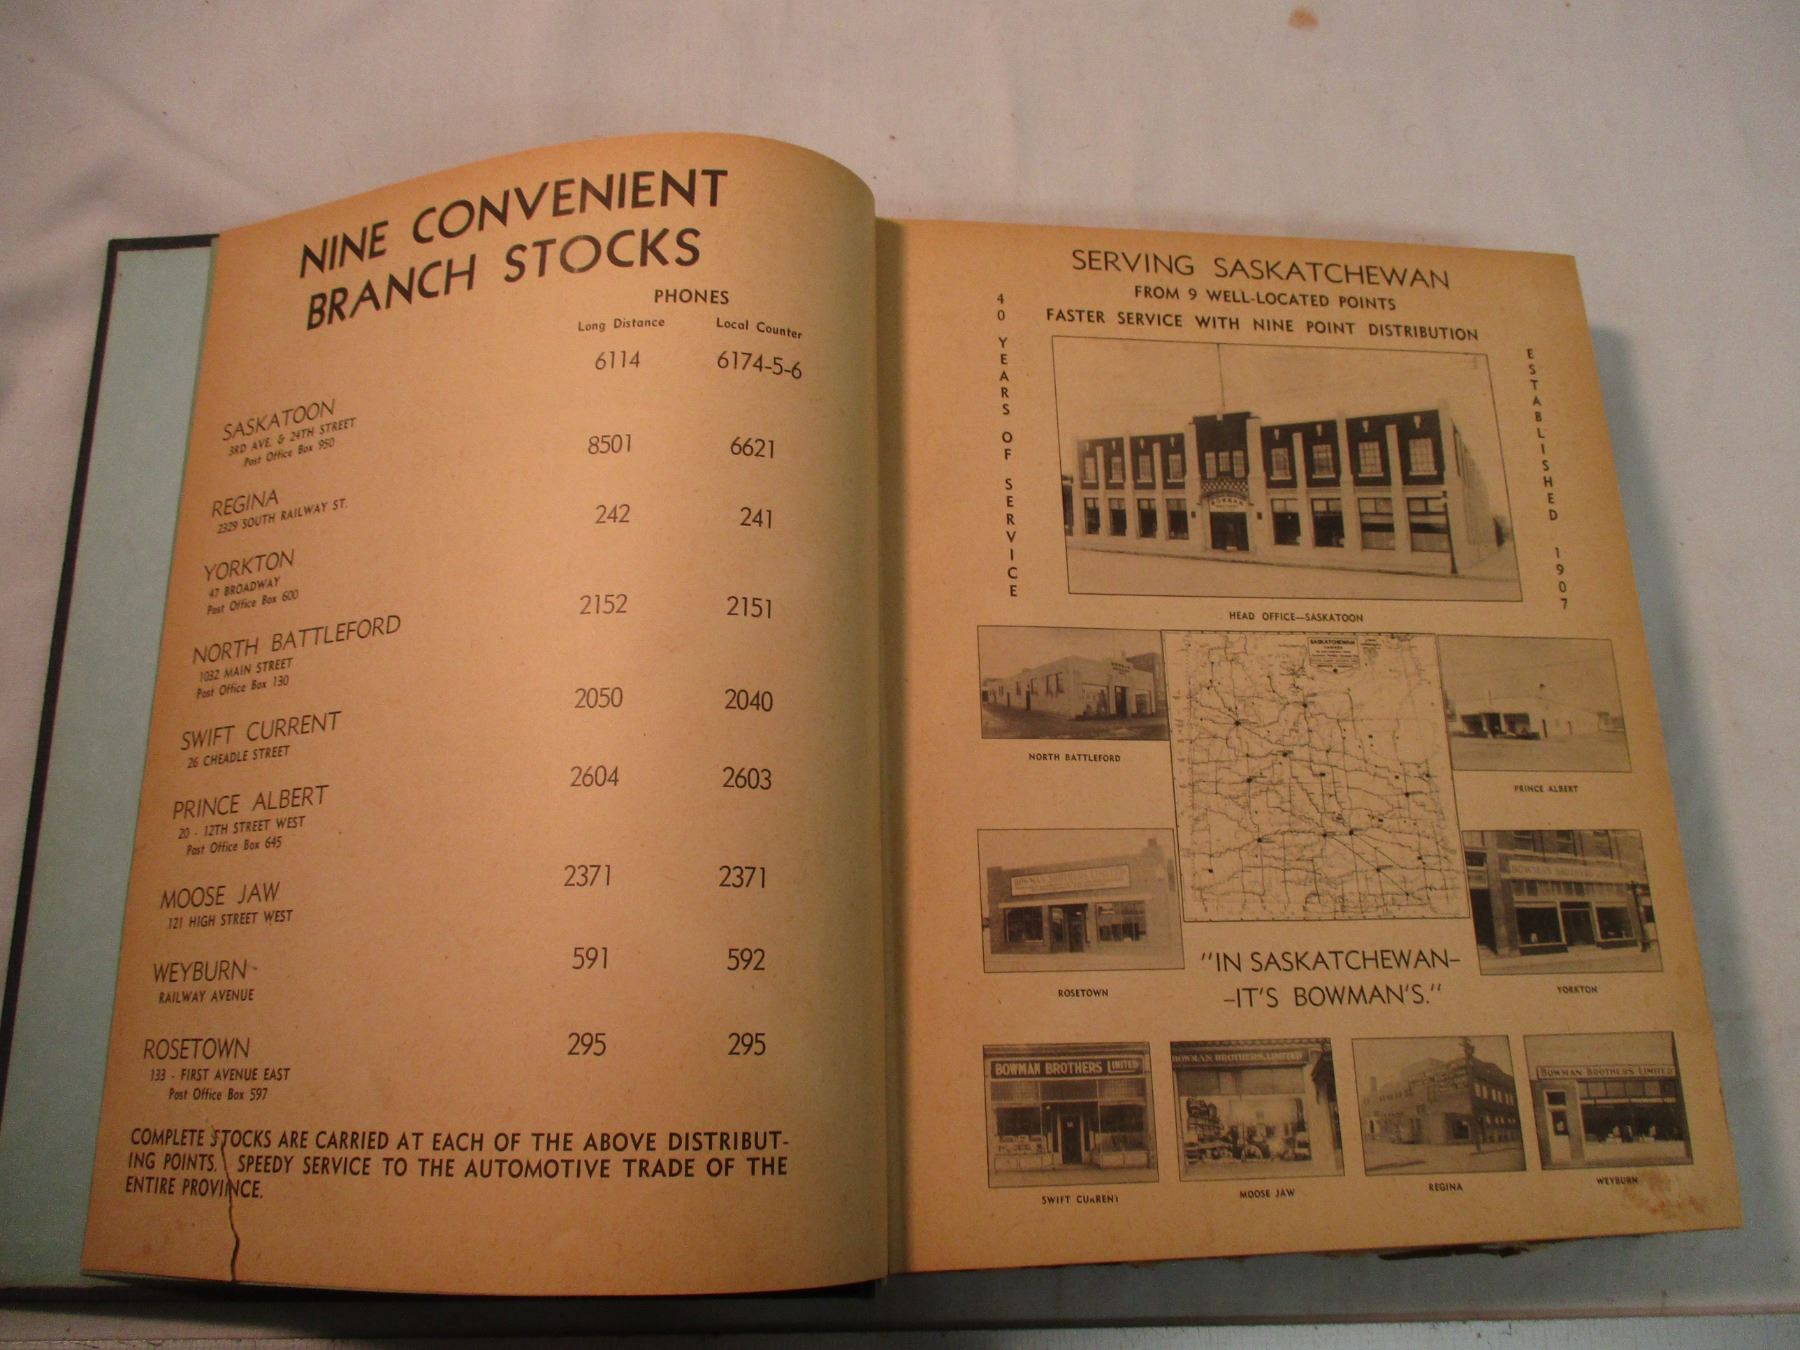 NINE CONVENIENT
BRANCH STOCKS
PHONES
Long Distance Local Counter
6114 6174-5-6
SASKATOON
3RD AVE. & 24TH STREET
Post Office Box 950
8501 6621
REGINA
2329 SOUTH RAILWAY ST.
242 241
YORKTON
47 BROADWAY
Post Office Box 600
2152 2151
NORTH BATTLEFORD
1032 MAIN STREET
Post Office Box 130
2050 2040
SWIFT CURRENT
26 CHEADLE STREET
2604 2603
PRINCE ALBERT
20 - 12TH STREET WEST
Post Office Box 645
2371 2371
MOOSE JAW
121 HIGH STREET WEST
591 592
WEYBURN
RAILWAY AVENUE
295 295
ROSETOWN
133 - FIRST AVENUE EAST
Post Office Box 597
COMPLETE STOCKS ARE CARRIED AT EACH OF THE ABOVE DISTRIBUT-
ING POINTS. SPEEDY SERVICE TO THE AUTOMOTIVE TRADE OF THE
ENTIRE PROVINCE.
SERVING SASKATCHEWAN
FROM 9 WELL-LOCATED POINTS
FASTER SERVICE WITH NINE POINT DISTRIBUTION
40 YEARS OF SERVICE
ESTABLISHED 1907
BOWMAN
HEAD OFFICE—SASKATOON
SASKATCHEWAN
NORTH BATTLEFORD
PRINCE ALBERT
BOWMAN BROTHERS LIMITED
BOWMAN BROTHERS
ROSETOWN
"IN SASKATCHEWAN-
-IT'S BOWMAN'S."
YORKTON
BOWMAN BROTHERS LIMITED
BOWMAN BROTHERS LIMITED
BOWMAN BROTHERS LIMITED
SWIFT CURRENT
MOOSE JAW
REGINA
WEYBURN